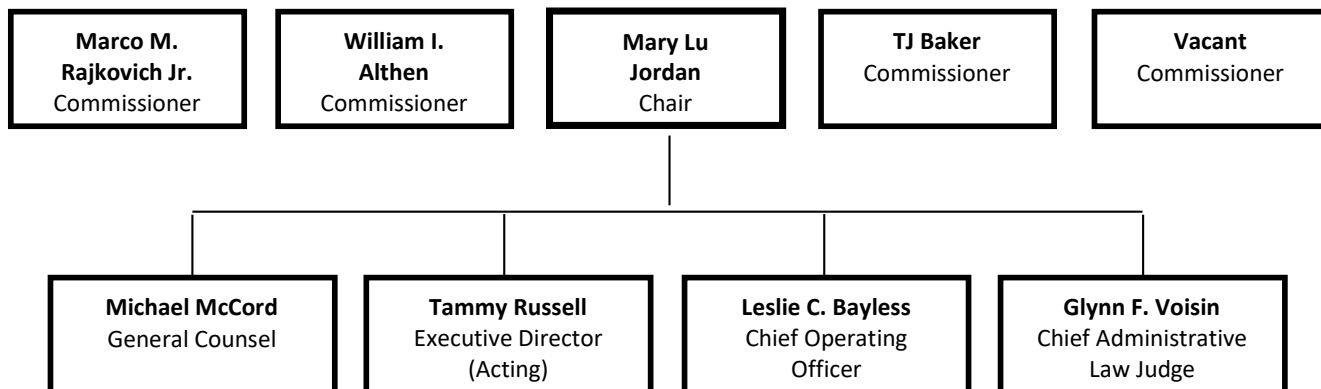 Marco M.
Rajkovich Jr.
Commissioner
William I.
Althen
Commissioner
Mary Lu
Jordan
Chair
TJ Baker
Commissioner
Vacant
Commissioner
Michael McCord
General Counsel
Tammy Russell
Executive Director
(Acting)
Leslie C. Bayless
Chief Operating
Officer
Glynn F. Voisin
Chief Administrative
Law Judge